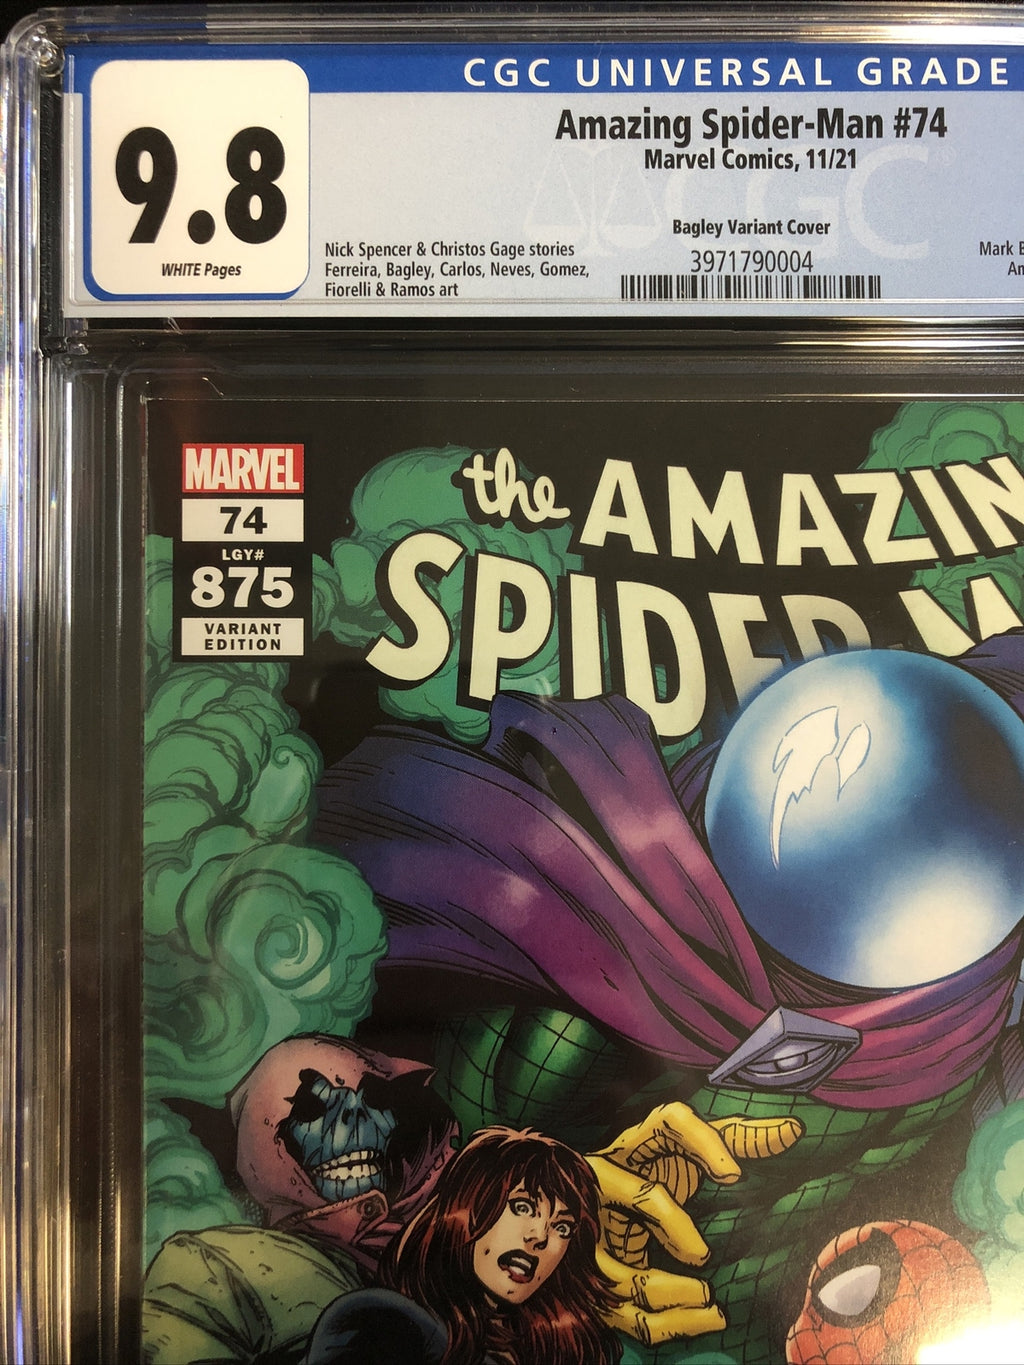 CGC UNIVERSAL GRADE
Amazing Spider-Man #74
Marvel Comics, 11/21
9.8
WHITE Pages
Bagley Variant Cover
3971790004
Nick Spencer & Christos Gage stories
Ferreira, Bagley, Carlos, Neves, Gomez,
Fiorelli & Ramos art
Mark
CGC
MARVEL
74
LGY#
875
VARIANT
EDITION
the AMAZIN
SPIDER-M